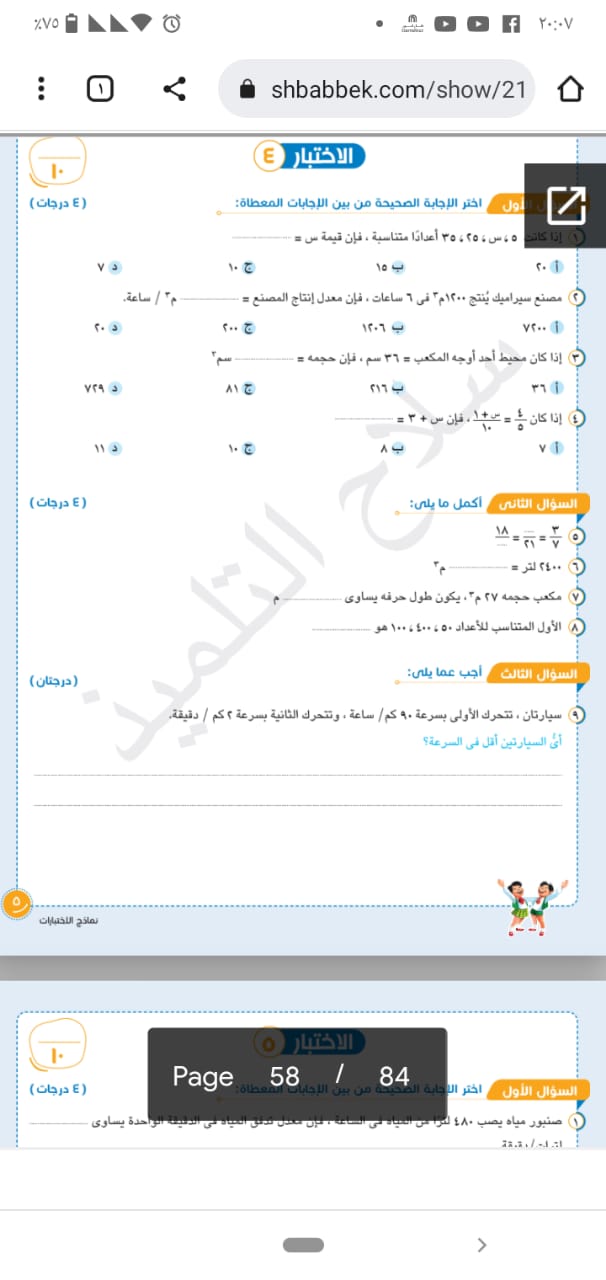 ٪٧٥
٢٠:٠٧
١
shbabbek.com/show/21
الاختبار ٤
١٠
السؤال الأول اختر الإجابة الصحيحة من بين الإجابات المعطاة: (٤ درجات)
١ إذا كانت ٥ ، س ، ٢٥ ، ٣٥ أعدادًا متناسبة ، فإن قيمة س = ............
أ ٢٠ ب ١٥ ج ١٠ د ٧
٢ مصنع سيراميك يُنتج ١٢٠٠م٢ فى ٦ ساعات ، فإن معدل إنتاج المصنع = ............ م٢ / ساعة.
أ ٧٢٠٠ ب ١٢٠٦ ج ٢٠٠ د ٢٠
٣ إذا كان محيط أحد أوجه المكعب = ٣٦ سم ، فإن حجمه = ............ سم٣
أ ٣٦ ب ٢١٦ ج ٨١ د ٧٢٩
٤ إذا كان ٤/٥ = س + ١/١٠ ، فإن س + ٣ = ............
أ ٧ ب ٨ ج ١٠ د ١١
السؤال الثانى أكمل ما يلى: (٤ درجات)
٥ ٣/٧ = .../٢١ = ١٨/...
٦ ٢٤٠٠ لتر = ............ م٣
٧ مكعب حجمه ٢٧ م٣، يكون طول حرفه يساوى ............ م
٨ الأول المتناسب للأعداد ٥٠ ، ٤٠٠ ، ١٠٠ هو ............
السؤال الثالث أجب عما يلى: (درجتان)
٩ سيارتان ، تتحرك الأولى بسرعة ٩٠ كم/ ساعة ، وتتحرك الثانية بسرعة ٢ كم / دقيقة.
أىُّ السيارتين أقل فى السرعة؟
سلاح التلميذ
٥
نماذج الاختبارات
الاختبار ٥
١٠
Page 58 / 84
السؤال الأول اختر الإجابة الصحيحة من بين الإجابات المعطاة: (٤ درجات)
١ صنبور مياه يصب ٤٨٠ لترًا من المياه فى الساعة ، فإن معدل تدفق المياه فى الدقيقة الواحدة يساوى ............